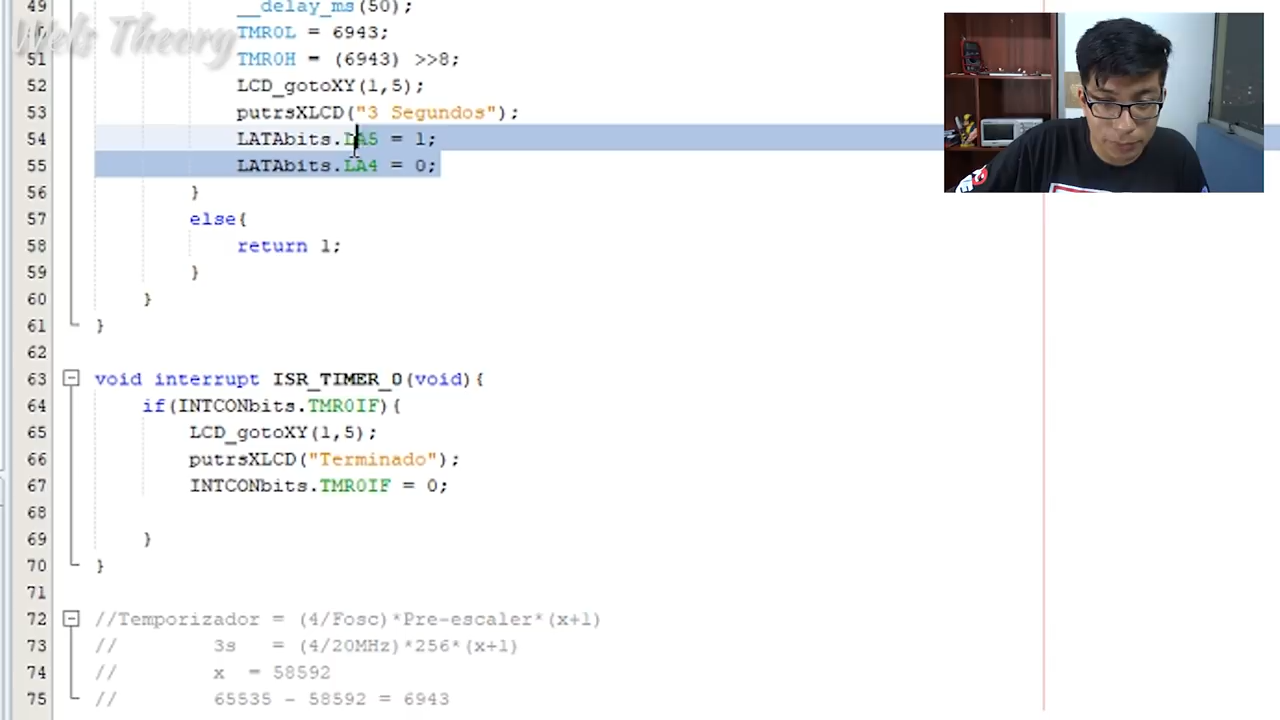 Wels Theory
49 __delay_ms(50);
50 TMR0L = 6943;
51 TMR0H = (6943) >>8;
52 LCD_gotoXY(1,5);
53 putrsXLCD("3 Segundos");
54 LATAbits.LA5 = 1;
55 LATAbits.LA4 = 0;
56 }
57 else{
58 return 1;
59 }
60 }
61 }
62
63 void interrupt ISR_TIMER_0(void){
64 if(INTCONbits.TMR0IF){
65 LCD_gotoXY(1,5);
66 putrsXLCD("Terminado");
67 INTCONbits.TMR0IF = 0;
68
69 }
70 }
71
72 //Temporizador = (4/Fosc)*Pre-escaler*(x+1)
73 // 3s = (4/20MHz)*256*(x+1)
74 // x = 58592
75 // 65535 - 58592 = 6943